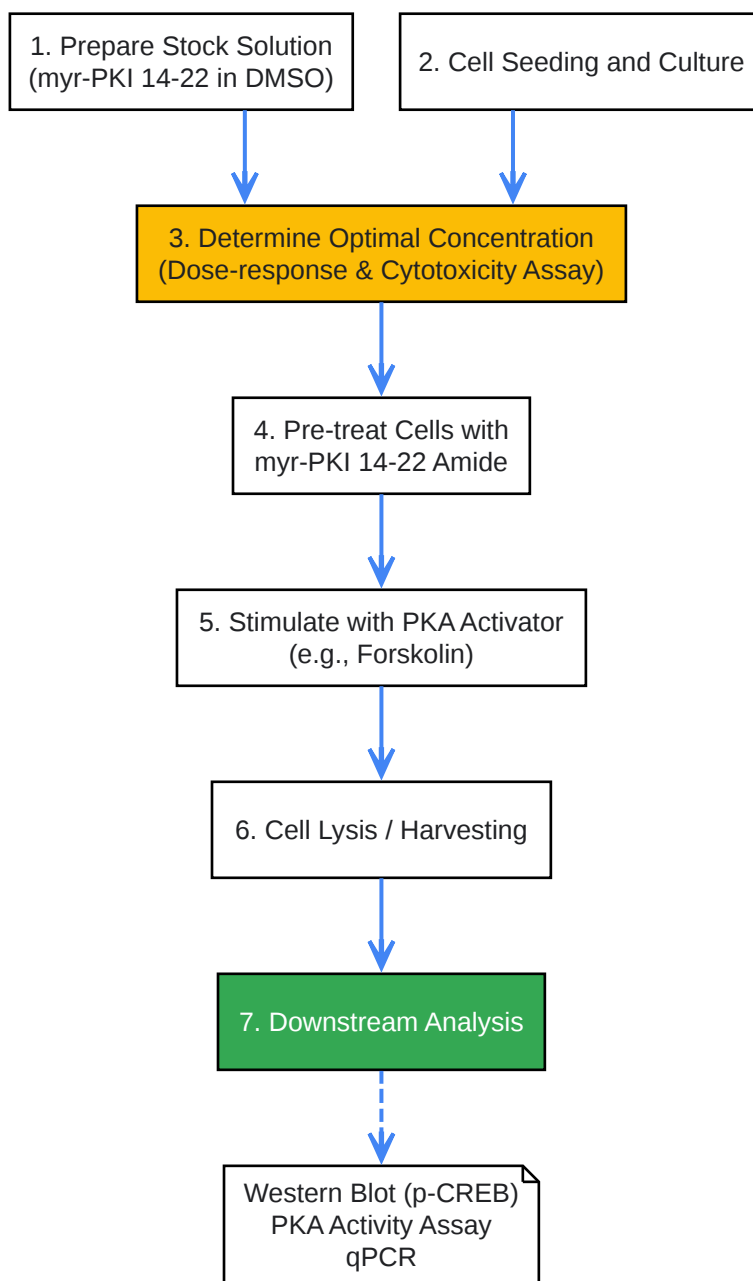 1. Prepare Stock Solution
(myr-PKI 14-22 in DMSO)
2. Cell Seeding and Culture
3. Determine Optimal Concentration
(Dose-response & Cytotoxicity Assay)
4. Pre-treat Cells with
myr-PKI 14-22 Amide
5. Stimulate with PKA Activator
(e.g., Forskolin)
6. Cell Lysis / Harvesting
7. Downstream Analysis
Western Blot (p-CREB)
PKA Activity Assay
qPCR